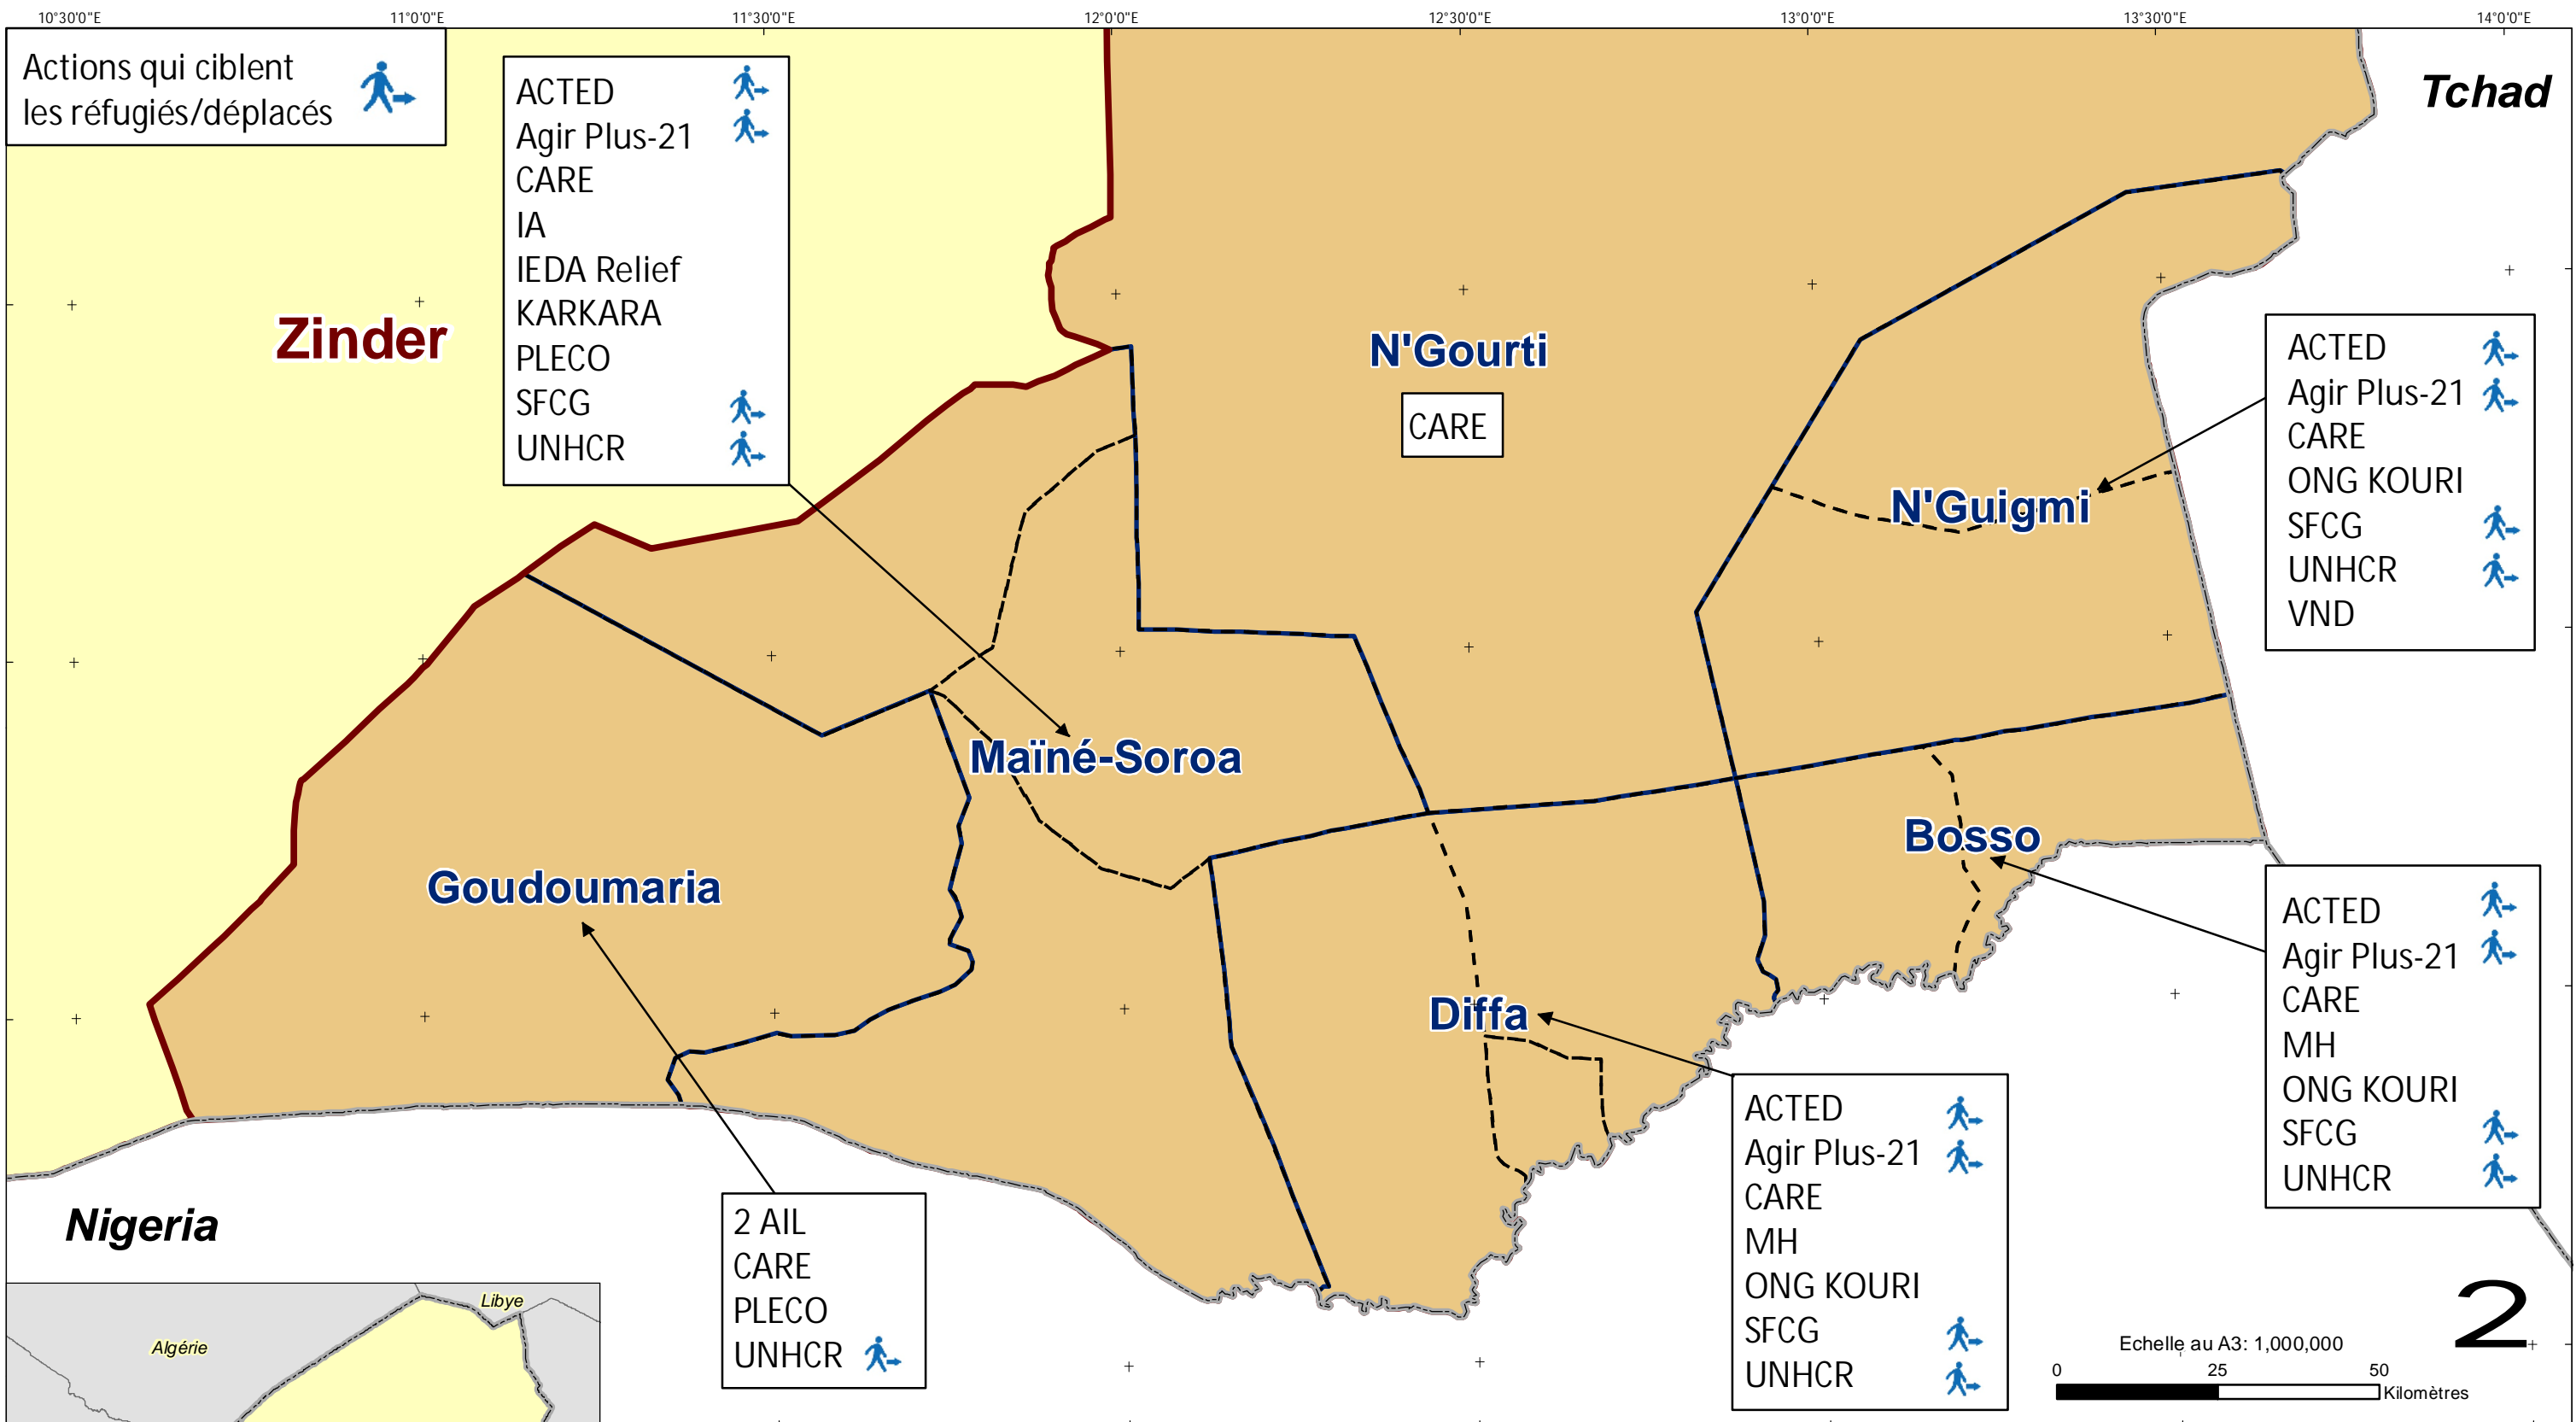 10°30'0"E
11°0'0"E
11°30'0"E
12°0'0"E
12°30'0"E
13°0'0"E
13°30'0"E
14°0'0"E
Actions qui ciblent
les réfugiés/déplacés
ACTED
Agir Plus-21
CARE
IA
IEDA Relief
KARKARA
PLECO
SFCG
UNHCR
Tchad
Zinder
N'Gourti
CARE
ACTED
Agir Plus-21
CARE
ONG KOURI
SFCG
UNHCR
VND
N'Guigmi
Maïné-Soroa
Bosso
Goudoumaria
ACTED
Agir Plus-21
CARE
MH
ONG KOURI
SFCG
UNHCR
Diffa
ACTED
Agir Plus-21
CARE
MH
ONG KOURI
SFCG
UNHCR
Nigeria
2 AIL
CARE
PLECO
UNHCR
Libye
Algérie
2
Echelle au A3: 1,000,000
0 25 50
Kilomètres